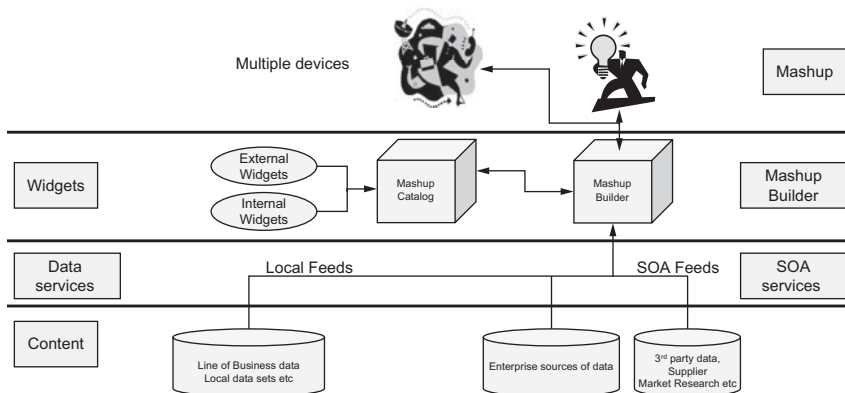 Multiple devices
Mashup
Widgets
External
Widgets
Internal
Widgets
Mashup
Catalog
Mashup
Builder
Mashup
Builder
Data
services
Local Feeds
SOA Feeds
SOA
services
Content
Line of Business data
Local data sets etc
Enterprise sources of data
3rd party data,
Supplier
Market Research etc